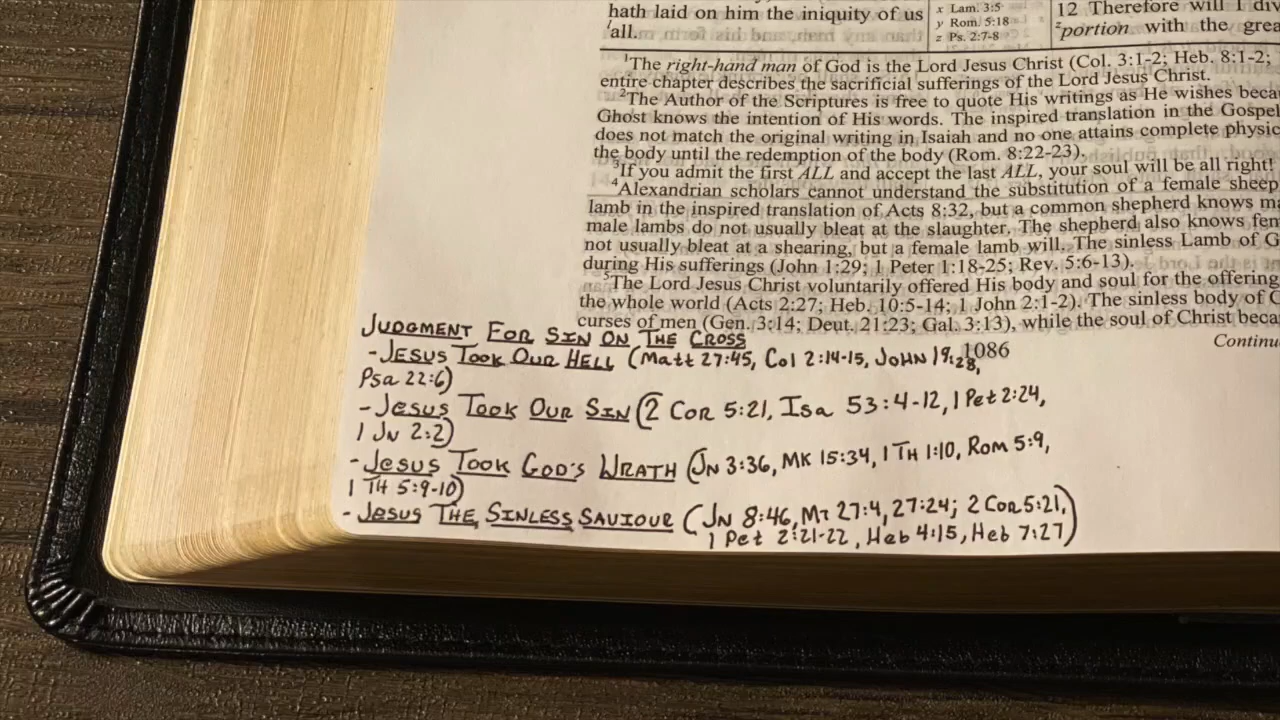 hath laid on him the iniquity of us
all.
x Lam. 3:5
y Rom. 5:18
z Ps. 2:7-8
12 Therefore will I div
zportion with the grea
1The right-hand man of God is the Lord Jesus Christ (Col. 3:1-2; Heb. 8:1-2;
entire chapter describes the sacrificial sufferings of the Lord Jesus Christ.
2The Author of the Scriptures is free to quote His writings as He wishes beca
Ghost knows the intention of His words. The inspired translation in the Gospel
does not match the original writing in Isaiah and no one attains complete physic
the body until the redemption of the body (Rom. 8:22-23).
3If you admit the first ALL and accept the last ALL, your soul will be all right!
4Alexandrian scholars cannot understand the substitution of a female sheep
lamb in the inspired translation of Acts 8:32, but a common shepherd knows ma
male lambs do not usually bleat at the slaughter. The shepherd also knows fem
not usually bleat at a shearing, but a female lamb will. The sinless Lamb of G
during His sufferings (John 1:29; 1 Peter 1:18-25; Rev. 5:6-13).
5The Lord Jesus Christ voluntarily offered His body and soul for the offering
the whole world (Acts 2:27; Heb. 10:5-14; 1 John 2:1-2). The sinless body of C
curses of men (Gen. 3:14; Deut. 21:23; Gal. 3:13), while the soul of Christ beca
Continu
1086
JUDGMENT FOR SIN ON THE CROSS
-JESUS TOOK OUR HELL (Matt 27:45, Col 2:14-15, JOHN 19:28,
Psa 22:6)
-JESUS TOOK OUR SIN (2 Cor 5:21, Isa 53:4-12, 1 Pet 2:24,
1 JN 2:2)
-JESUS TOOK GOD'S WRATH (JN 3:36, MK 15:34, 1 TH 1:10, Rom 5:9,
1 TH 5:9-10)
-JESUS THE SINLESS SAVIOUR (JN 8:46, MT 27:4, 27:24; 2 Cor 5:21,
1 Pet 2:21-22, Heb 4:15, Heb 7:27)